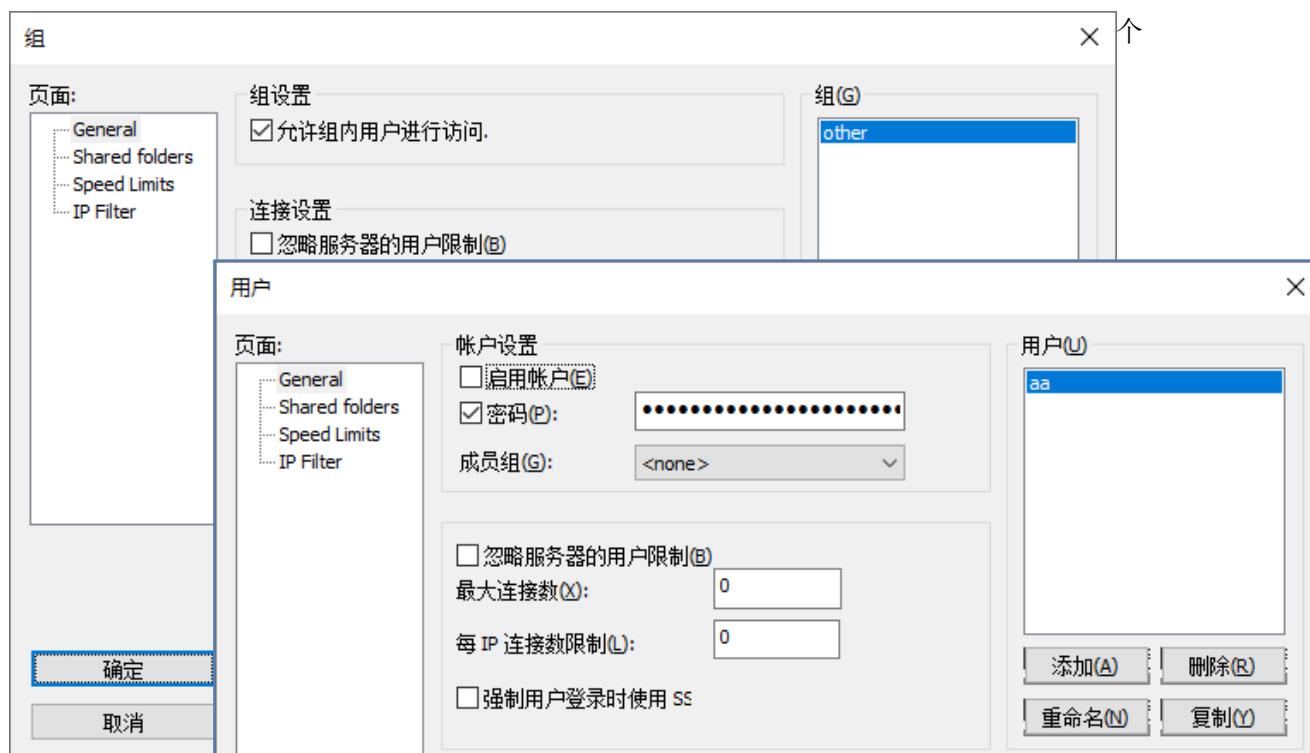 组
个
页面:
General
Shared folders
Speed Limits
IP Filter
组设置
允许组内用户进行访问.
连接设置
忽略服务器的用户限制(B)
组(G)
other
确定
取消
用户
页面:
General
Shared folders
Speed Limits
IP Filter
帐户设置
启用帐户(E)
密码(P):
成员组(G):
<none>
忽略服务器的用户限制(B)
最大连接数(X):
0
每 IP 连接数限制(L):
0
强制用户登录时使用 SS
用户(U)
aa
添加(A)
删除(R)
重命名(N)
复制(Y)